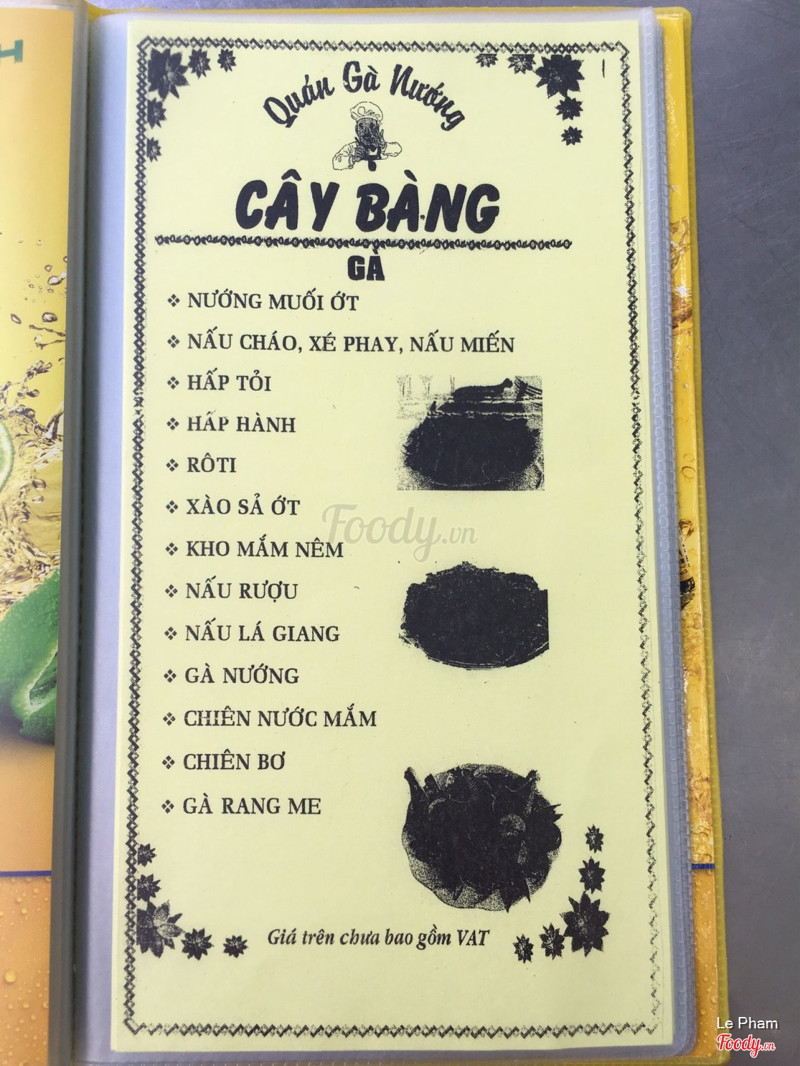 Quán Gà Nướng
CÂY BÀNG
GÀ
❖ NƯỚNG MUỐI ỚT
❖ NẤU CHÁO, XÉ PHAY, NẤU MIẾN
❖ HẤP TỎI
❖ HẤP HÀNH
❖ RÔTI
❖ XÀO SẢ ỚT
❖ KHO MẮM NÊM
❖ NẤU RƯỢU
❖ NẤU LÁ GIANG
❖ GÀ NƯỚNG
❖ CHIÊN NƯỚC MẮM
❖ CHIÊN BƠ
❖ GÀ RANG ME
Giá trên chưa bao gồm VAT
Foody.vn
Le Pham
Foody.vn